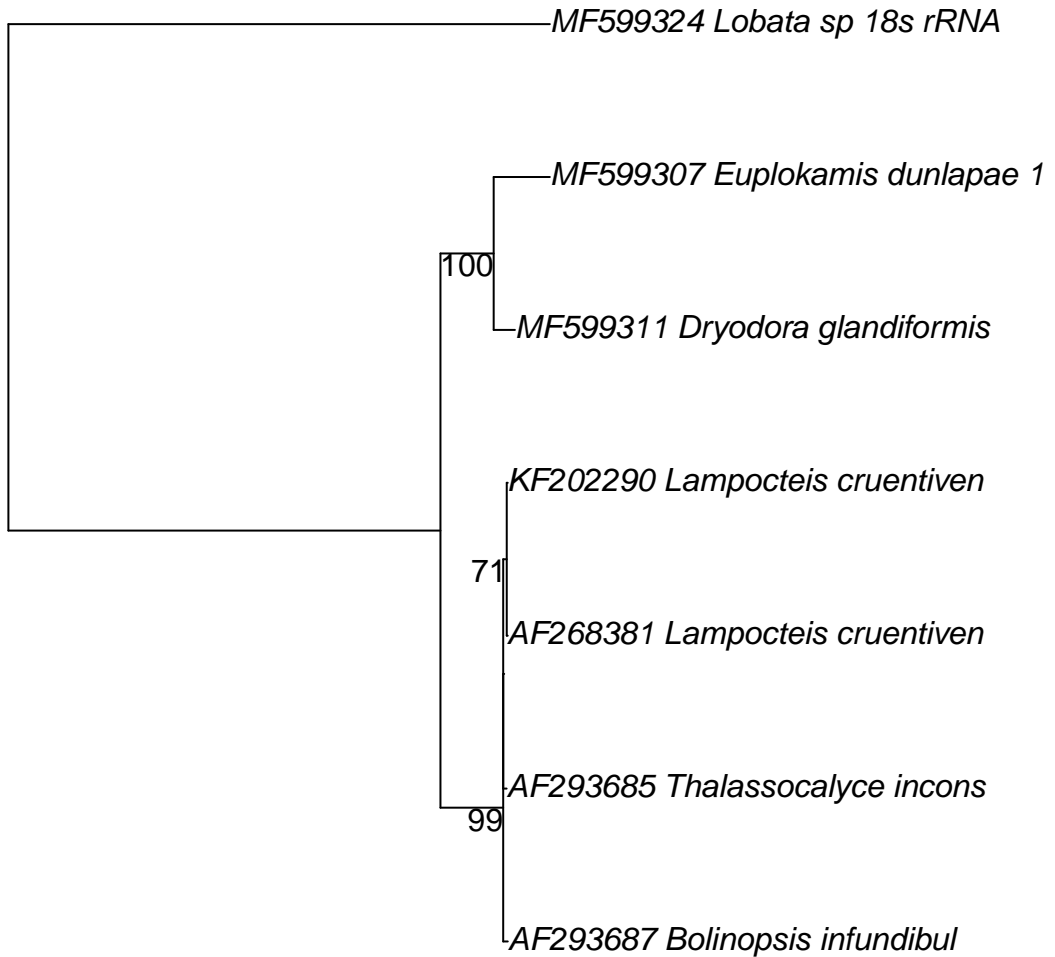 MF599324 Lobata sp 18s rRNA
MF599307 Euplokamis dunlapae 1
100
MF599311 Dryodora glandiformis
KF202290 Lampocteis cruentiven
71
AF268381 Lampocteis cruentiven
AF293685 Thalassocalyce incons
99
AF293687 Bolinopsis infundibul